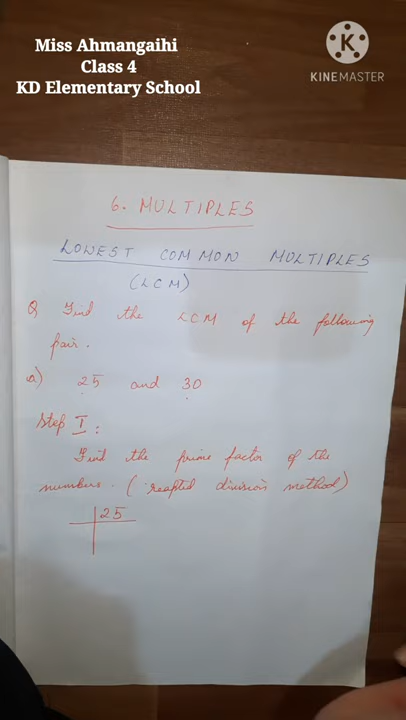 Miss Ahmangaihi
Class 4
KD Elementary School
K
KINEMASTER
6. MULTIPLES
LOWEST COMMON MULTIPLES
(LCM)
Q Find the LCM of the following
pair.
a) 25 and 30
Step I:
Find the prime factor of the
numbers. (reapted division method)
25